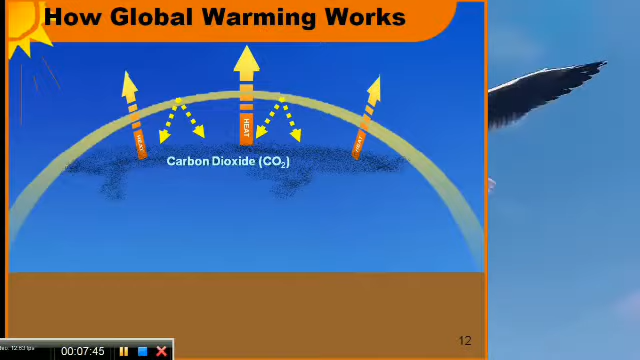 How Global Warming Works
HEAT
HEAT
HEAT
Carbon Dioxide (CO₂)
12
00:07:45